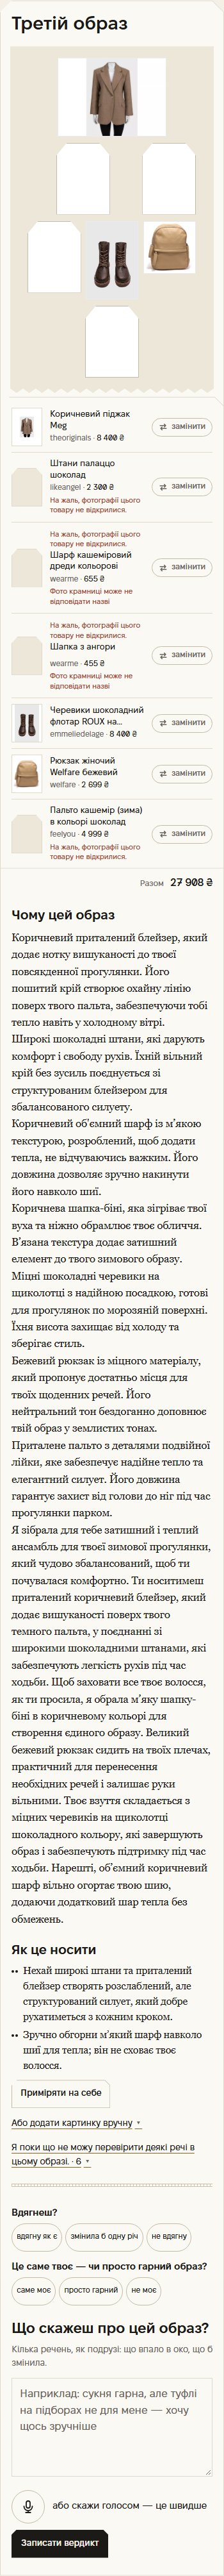 Третій образ
Коричневий піджак
Meg
theoriginals · 8 400 ₴
замінити
Штани палаццо
шоколад
likeangel · 2 300 ₴
На жаль, фотографії цього
товару не відкрилися.
замінити
На жаль, фотографії цього
товару не відкрилися.
Шарф кашеміровий
дреди кольорові
wearme · 655 ₴
Фото крамниці може не
відповідати назві
замінити
На жаль, фотографії цього
товару не відкрилися.
Шапка з ангори
wearme · 455 ₴
Фото крамниці може не
відповідати назві
замінити
Черевики шоколадний
флотар ROUX на...
emmeliedelage · 8 400 ₴
замінити
Рюкзак жіночий
Welfare бежевий
welfare · 2 699 ₴
замінити
Пальто кашемір (зима)
в кольорі шоколад
feelyou · 4 999 ₴
На жаль, фотографії цього
товару не відкрилися.
замінити
Разом 27 908 ₴
Чому цей образ
Коричневий приталений блейзер, який
додає нотку вишуканості до твоєї
повсякденної прогулянки. Його
пошитий крій створює охайну лінію
поверх твого пальта, забезпечуючи тобі
тепло навіть у холодному вітрі.
Широкі шоколадні штани, які дарують
комфорт і свободу рухів. Їхній вільний
крій без зусиль поєднується зі
структурованим блейзером для
збалансованого силуету.
Коричневий об’ємний шарф із м’якою
текстурою, розроблений, щоб додати
тепла, не відчуваючись важким. Його
довжина дозволяє зручно накинути
його навколо шиї.
Коричнева шапка-біні, яка зігріває твої
вуха та ніжно обрамлює твоє обличчя.
В’язана текстура додає затишний
елемент до твого зимового образу.
Міцні шоколадні черевики на
щиколотці з надійною посадкою, готові
для прогулянок по морозяній поверхні.
Їхня висота захищає від холоду та
зберігає стиль.
Бежевий рюкзак із міцного матеріалу,
який пропонує достатньо місця для
твоїх щоденних речей. Його
нейтральний тон бездоганно доповнює
твій образ у землистих тонах.
Приталене пальто з деталями подвійної
лійки, яке забезпечує надійне тепло та
елегантний силует. Його довжина
гарантує захист від голови до ніг під час
прогулянки парком.
Я зібрала для тебе затишний і теплий
ансамбль для твоєї зимової прогулянки,
який чудово збалансований, щоб ти
почувалася комфортно. Ти носитимеш
приталений коричневий блейзер, який
додає вишуканості поверх твого
темного пальта, у поєднанні зі
широкими шоколадними штанами, які
забезпечують легкість рухів під час
ходьби. Щоб заховати все твоє волосся,
як ти просила, я обрала м’яку шапку-
біні в коричневому кольорі для
створення єдиного образу. Великий
бежевий рюкзак сидить на твоїх плечах,
практичний для перенесення
необхідних речей і залишає руки
вільними. Твоє взуття складається з
міцних черевиків на щиколотці
шоколадного кольору, які завершують
образ і забезпечують підтримку під час
ходьби. Нарешті, об’ємний коричневий
шарф вільно огортає твою шию,
додаючи додатковий шар тепла без
обмежень.
Як це носити
Нехай широкі штани та приталений
блейзер створюють розслаблений, але
структурований силует, який добре
рухатиметься з кожним кроком.
Зручно обгорни м’який шарф навколо
шиї для тепла; він не сховає твоє
волосся.
Приміряти на себе
Або додати картинку вручну
Я поки що не можу перевірити деякі речі в
цьому образі. · 6
Вдягнеш?
вдягну як є
змінила б одну річ
не вдягну
Це саме твоє — чи просто гарний образ?
саме моє
просто гарний
не моє
Що скажеш про цей образ?
Кілька речень, як подрузі: що впало в око, що б
змінила.
Наприклад: сукня гарна, але туфлі
на підборах не для мене — хочу
щось зручніше
або скажи голосом — це швидше
Записати вердикт